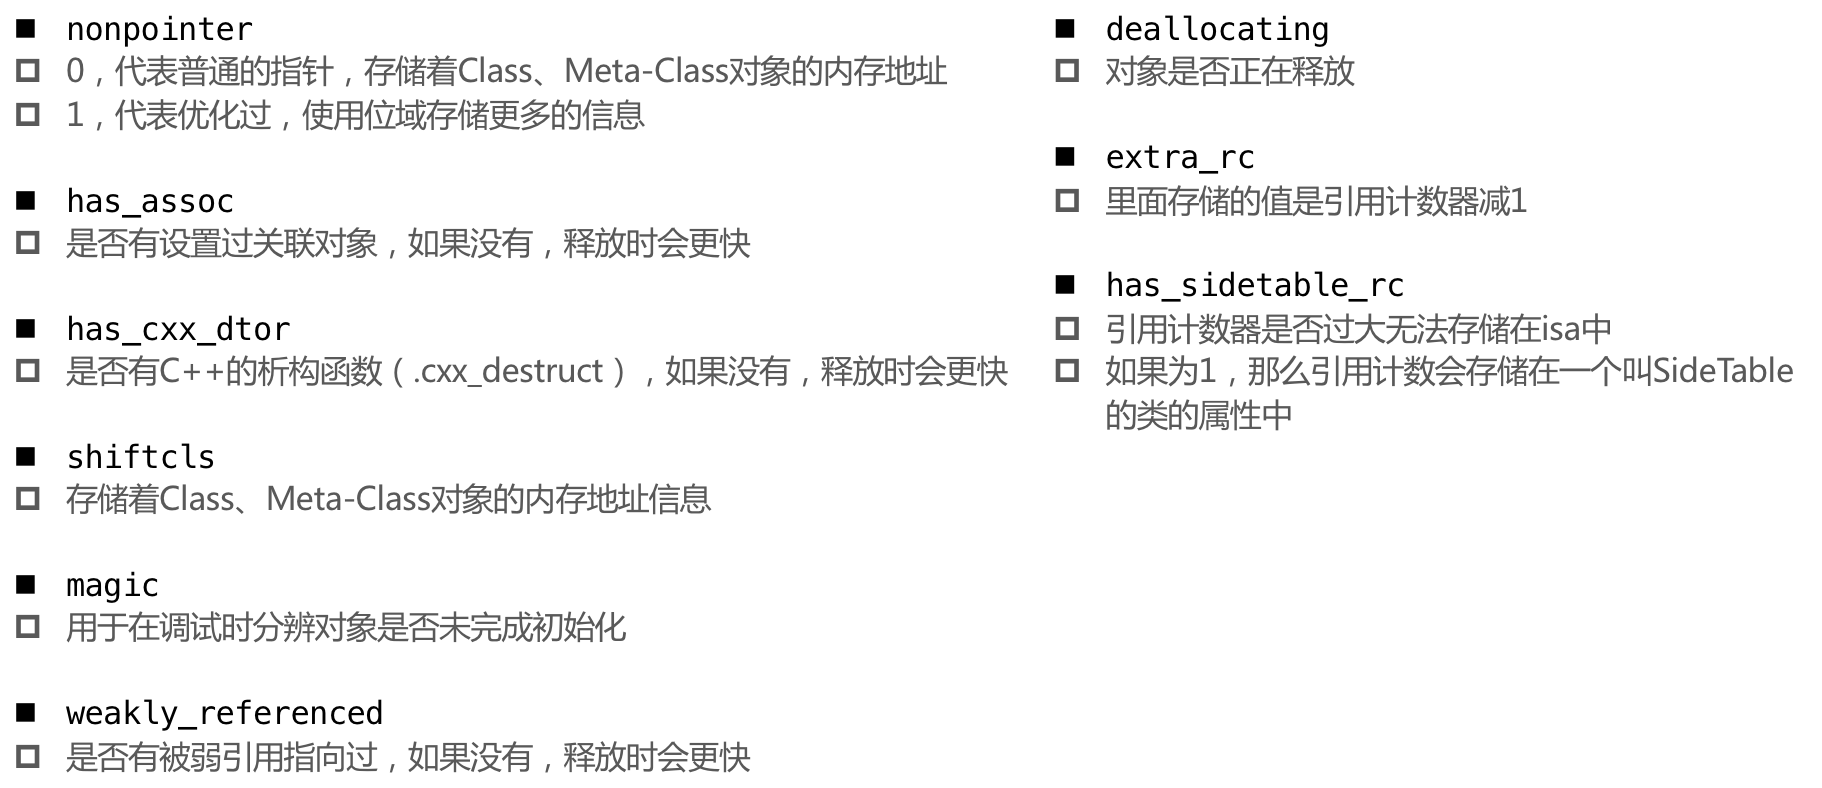 nonpointer
0，代表普通的指针，存储着Class、Meta-Class对象的内存地址
1，代表优化过，使用位域存储更多的信息
has_assoc
是否有设置过关联对象，如果没有，释放时会更快
has_cxx_dtor
是否有C++的析构函数（.cxx_destruct），如果没有，释放时会更快
shiftcls
存储着Class、Meta-Class对象的内存地址信息
magic
用于在调试时分辨对象是否未完成初始化
weakly_referenced
是否有被弱引用指向过，如果没有，释放时会更快
deallocating
对象是否正在释放
extra_rc
里面存储的值是引用计数器减1
has_sidetable_rc
引用计数器是否过大无法存储在isa中
如果为1，那么引用计数会存储在一个叫SideTable
的类的属性中